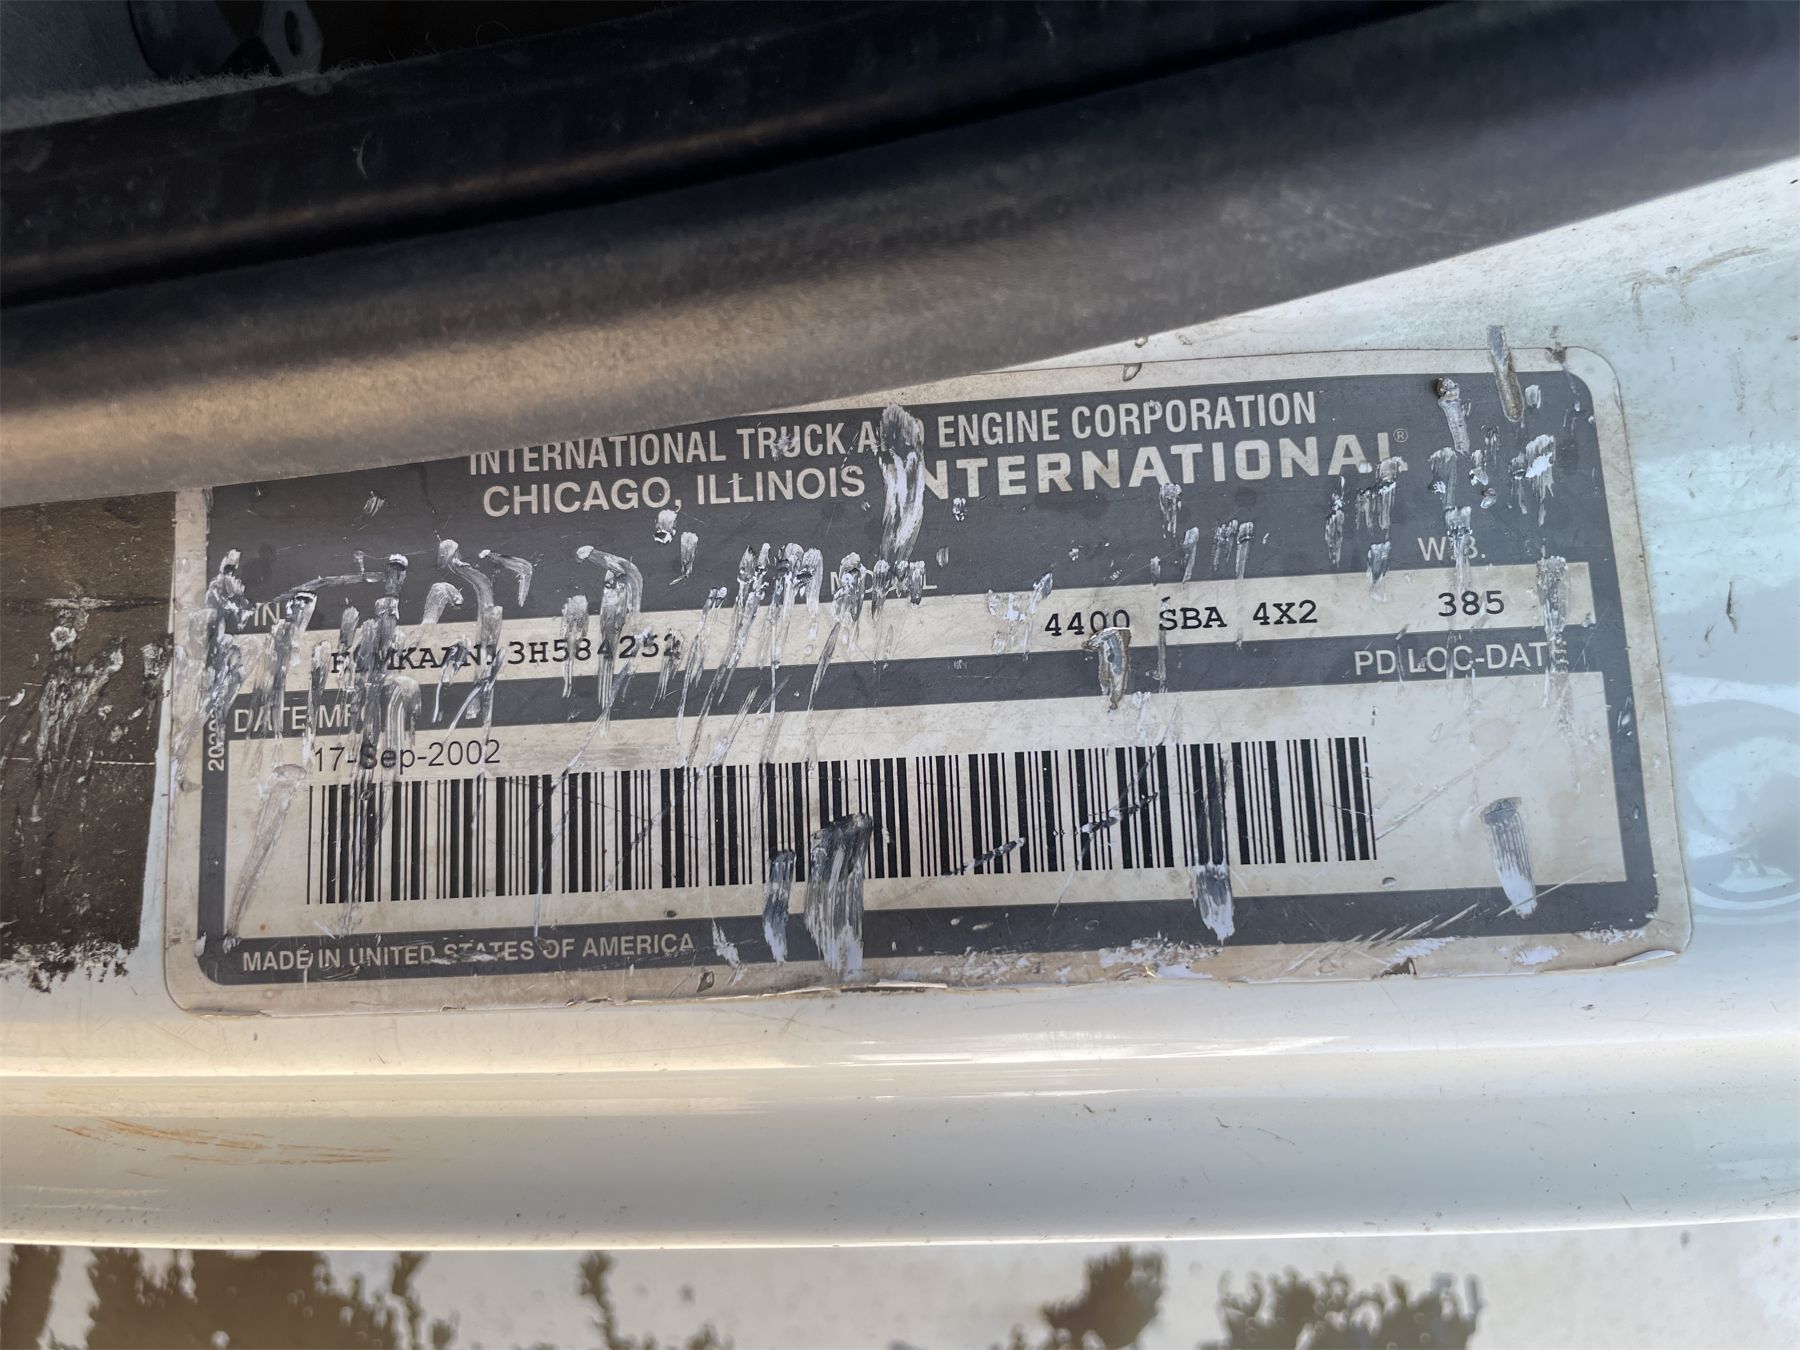 INTERNATIONAL TRUCK ENGINE CORPORATION
CHICAGO, ILLINOIS INTERNATIONAL®
W.B.
4400 SBA 4X2 385
PD LOC-DATE
17-Sep-2002
MADE IN UNITED STATES OF AMERICA